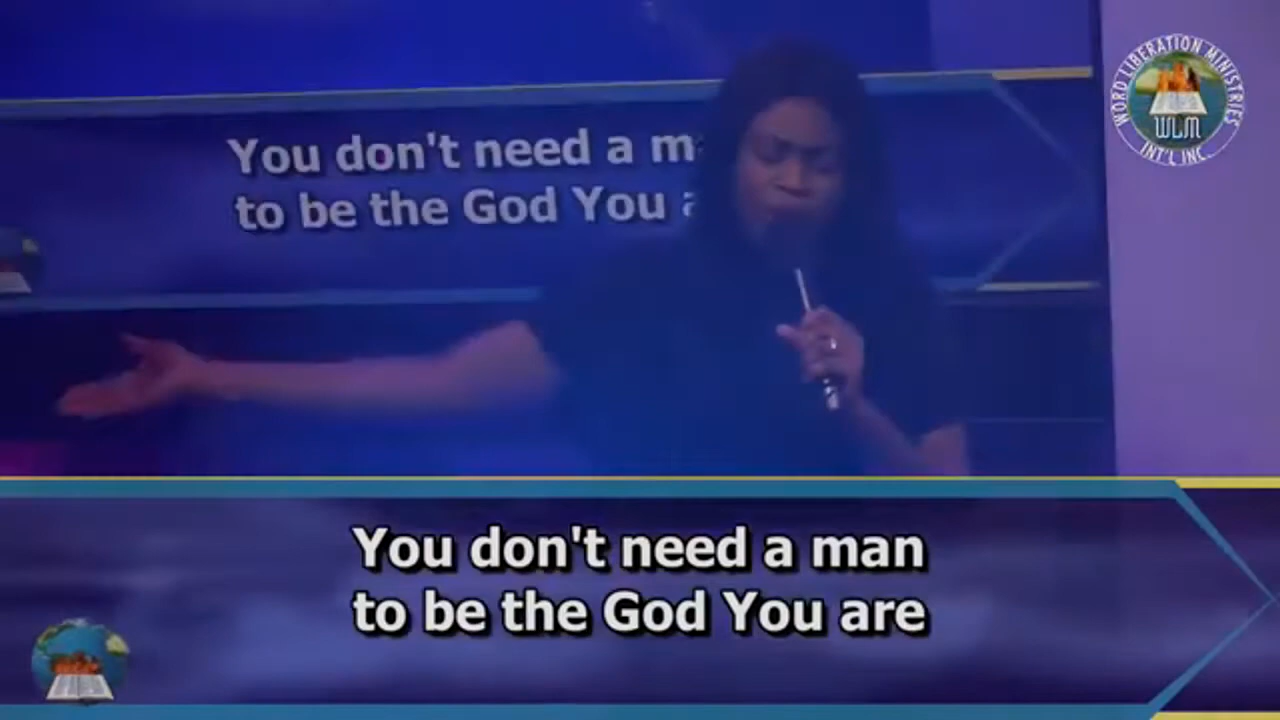 WORD LIBERATION MINISTRIES
WLM
INT'L INC.
You don't need a m
to be the God You a
You don't need a man
to be the God You are